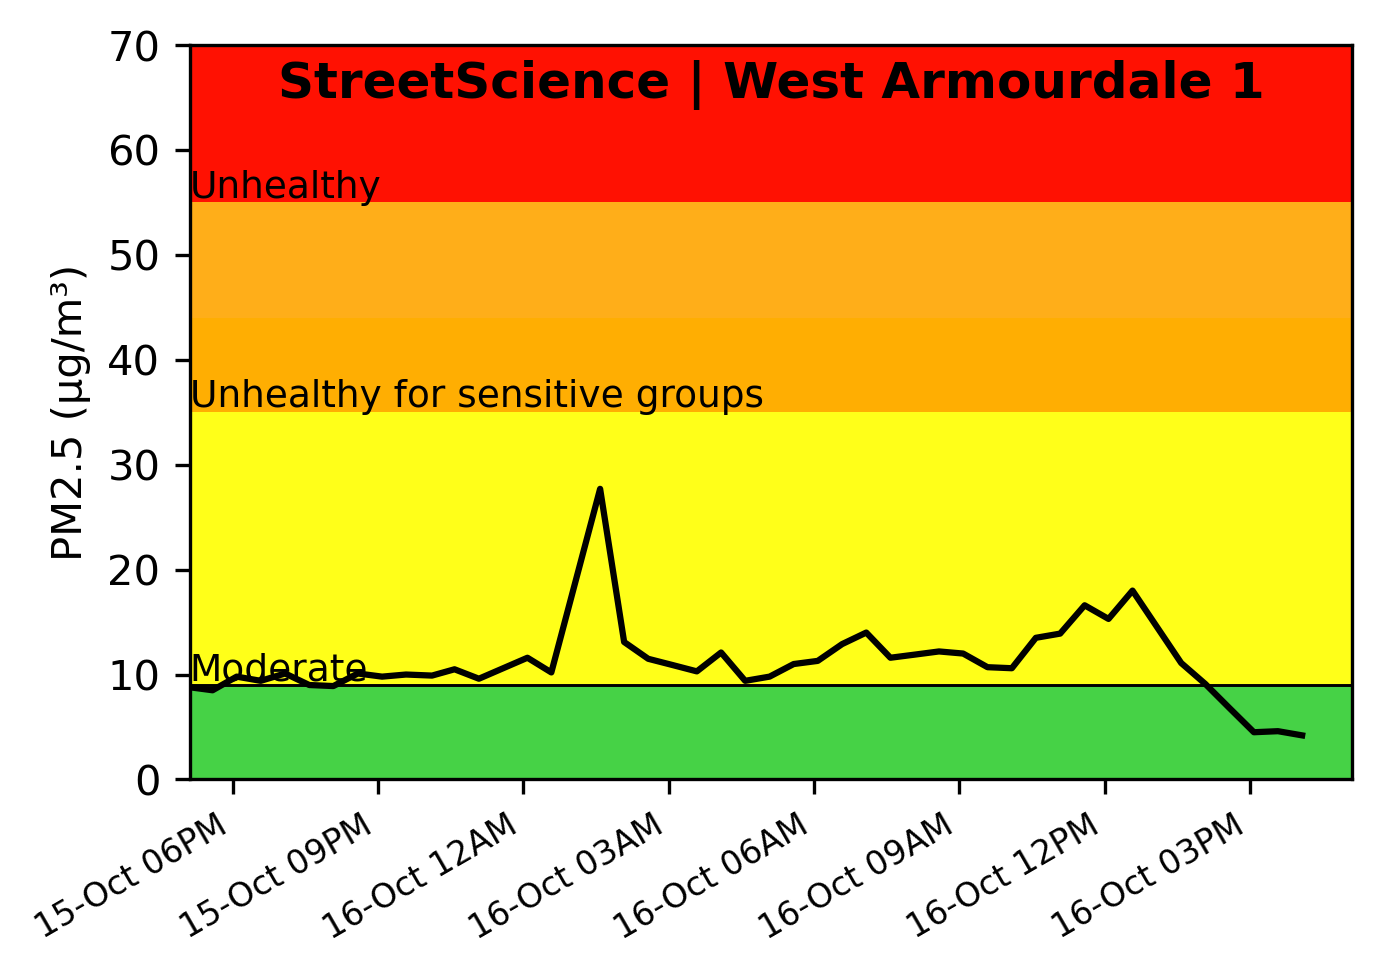 StreetScience | West Armourdale 1
70
60
50
40
30
20
10
0
PM2.5 (µg/m³)
Unhealthy
Unhealthy for sensitive groups
Moderate
15-Oct 06PM
15-Oct 09PM
16-Oct 12AM
16-Oct 03AM
16-Oct 06AM
16-Oct 09AM
16-Oct 12PM
16-Oct 03PM